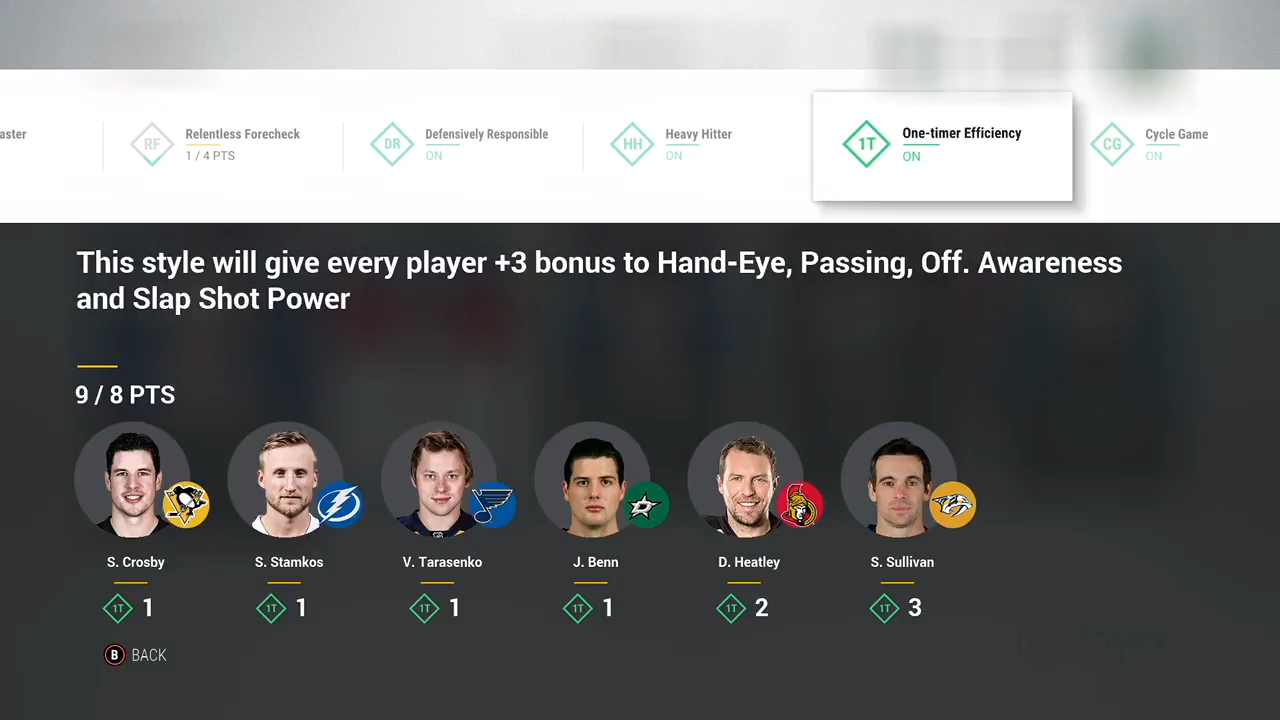 aster
RF
Relentless Forecheck
1 / 4 PTS
DR
Defensively Responsible
ON
HH
Heavy Hitter
ON
1T
One-timer Efficiency
ON
CG
Cycle Game
ON
This style will give every player +3 bonus to Hand-Eye, Passing, Off. Awareness
and Slap Shot Power
9 / 8 PTS
S. Crosby
S. Stamkos
V. Tarasenko
J. Benn
D. Heatley
S. Sullivan
1T 1
1T 1
1T 1
1T 1
1T 2
1T 3
B BACK